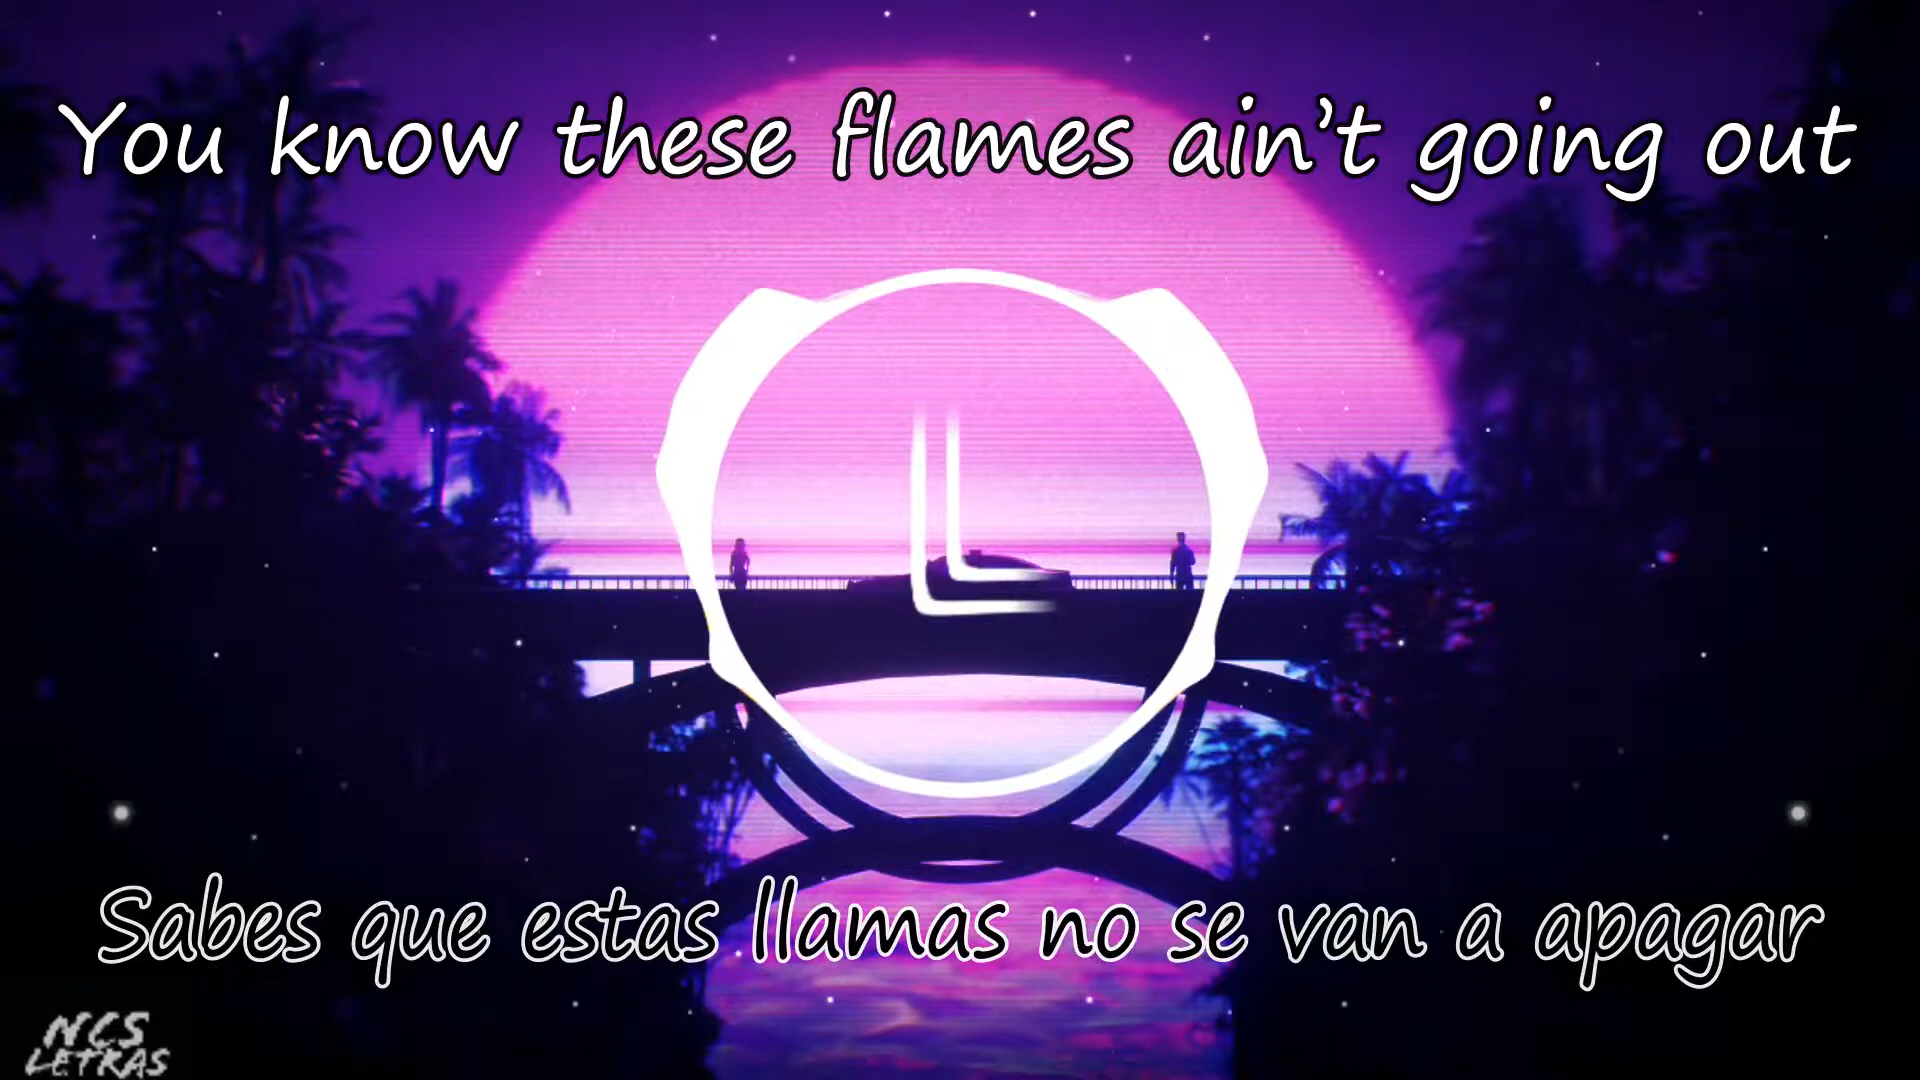 You know these flames ain't going out
Sabes que estas llamas no se van a apagar
NCS
LETRAS